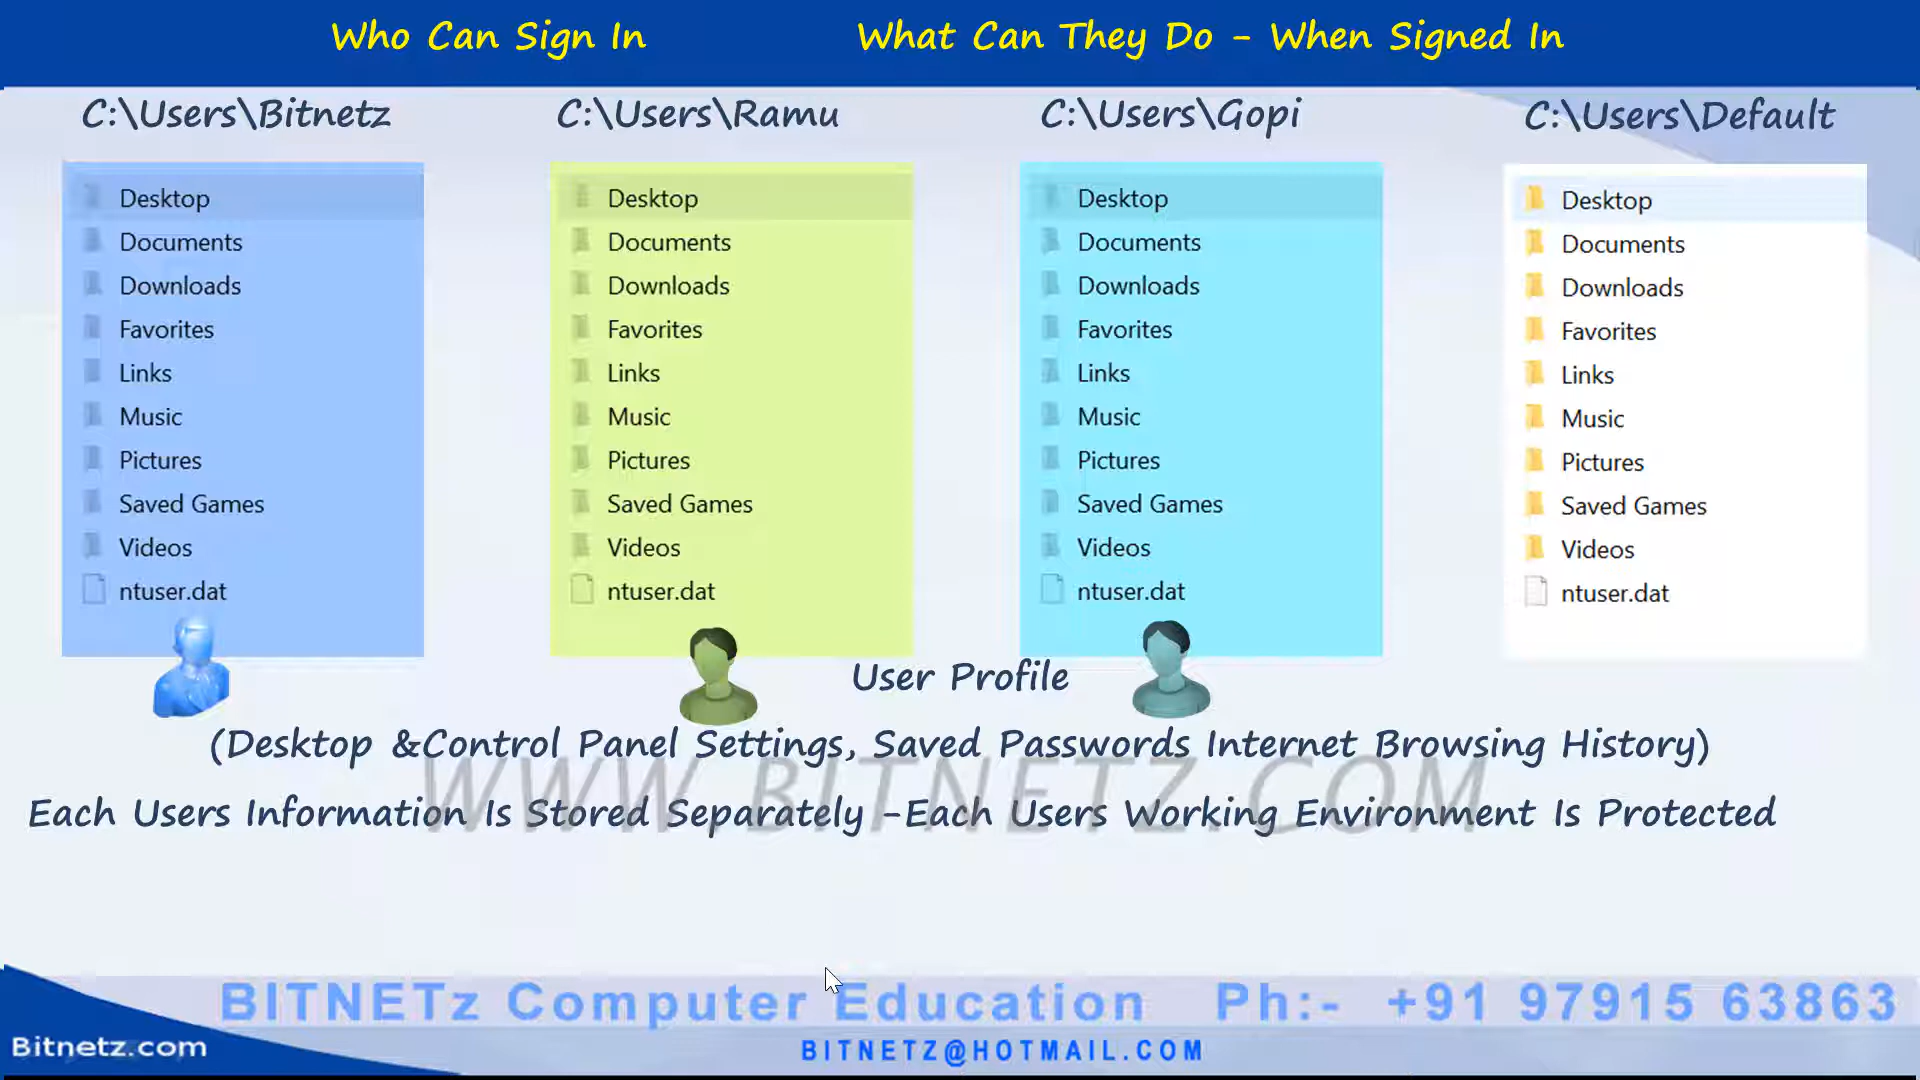 Who Can Sign In
What Can They Do - When Signed In
C:\Users\Bitnetz
Desktop
Documents
Downloads
Favorites
Links
Music
Pictures
Saved Games
Videos
ntuser.dat
C:\Users\Ramu
Desktop
Documents
Downloads
Favorites
Links
Music
Pictures
Saved Games
Videos
ntuser.dat
C:\Users\Gopi
Desktop
Documents
Downloads
Favorites
Links
Music
Pictures
Saved Games
Videos
ntuser.dat
C:\Users\Default
Desktop
Documents
Downloads
Favorites
Links
Music
Pictures
Saved Games
Videos
ntuser.dat
User Profile
(Desktop &Control Panel Settings, Saved Passwords Internet Browsing History)
WWW.BITNETZ.COM
Each Users Information Is Stored Separately -Each Users Working Environment Is Protected
BITNETz Computer Education Ph:- +91 97915 63863
Bitnetz.com
BITNETZ@HOTMAIL.COM